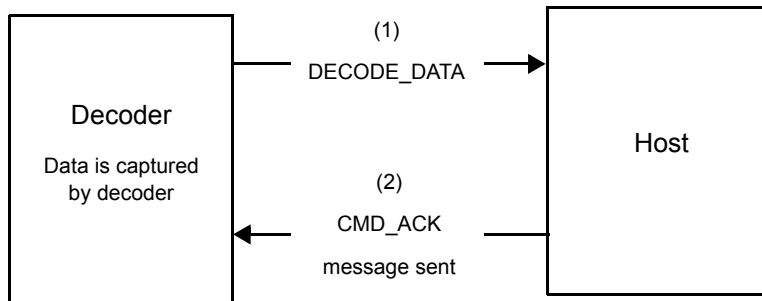 Decoder
Data is captured
by decoder
(1)
DECODE_DATA
(2)
CMD_ACK
message sent
Host